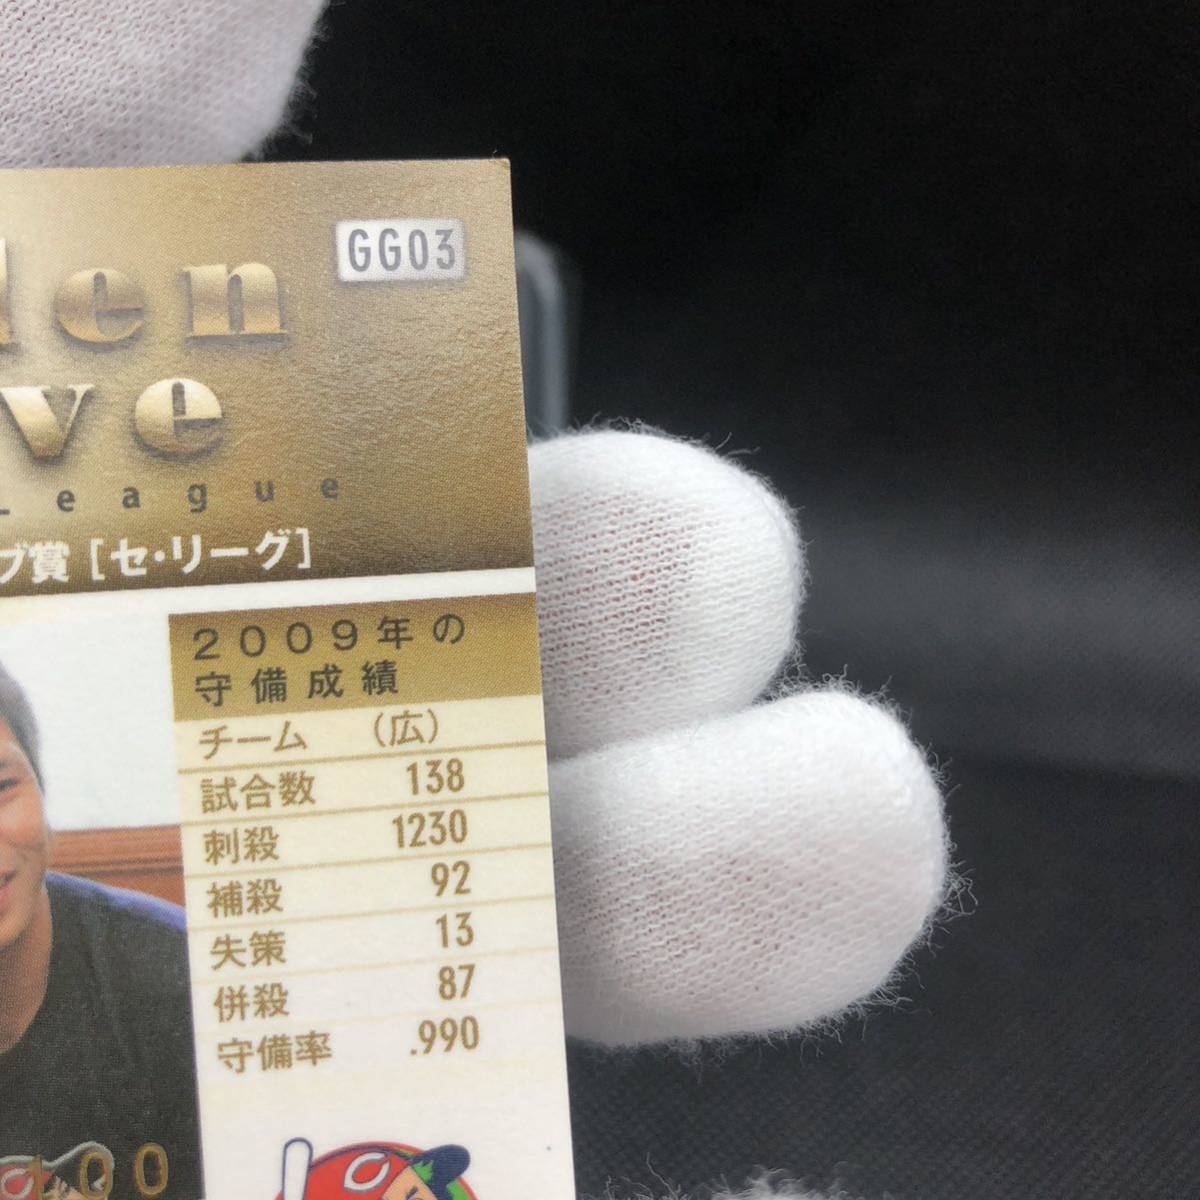 GG03
den
ve
League
ブ賞 [セ・リーグ]
2009年の
守備成績
チーム (広)
試合数 138
刺殺 1230
補殺 92
失策 13
併殺 87
守備率 .990
C
100